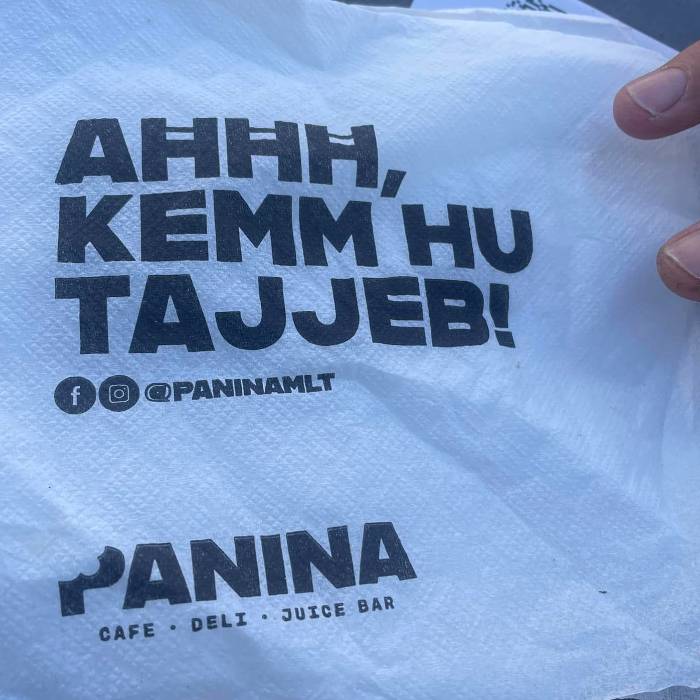 AHHH,
KEMM HU
TAJJEB!
@PANINAMLT
PANINA
CAFE · DELI · JUICE BAR